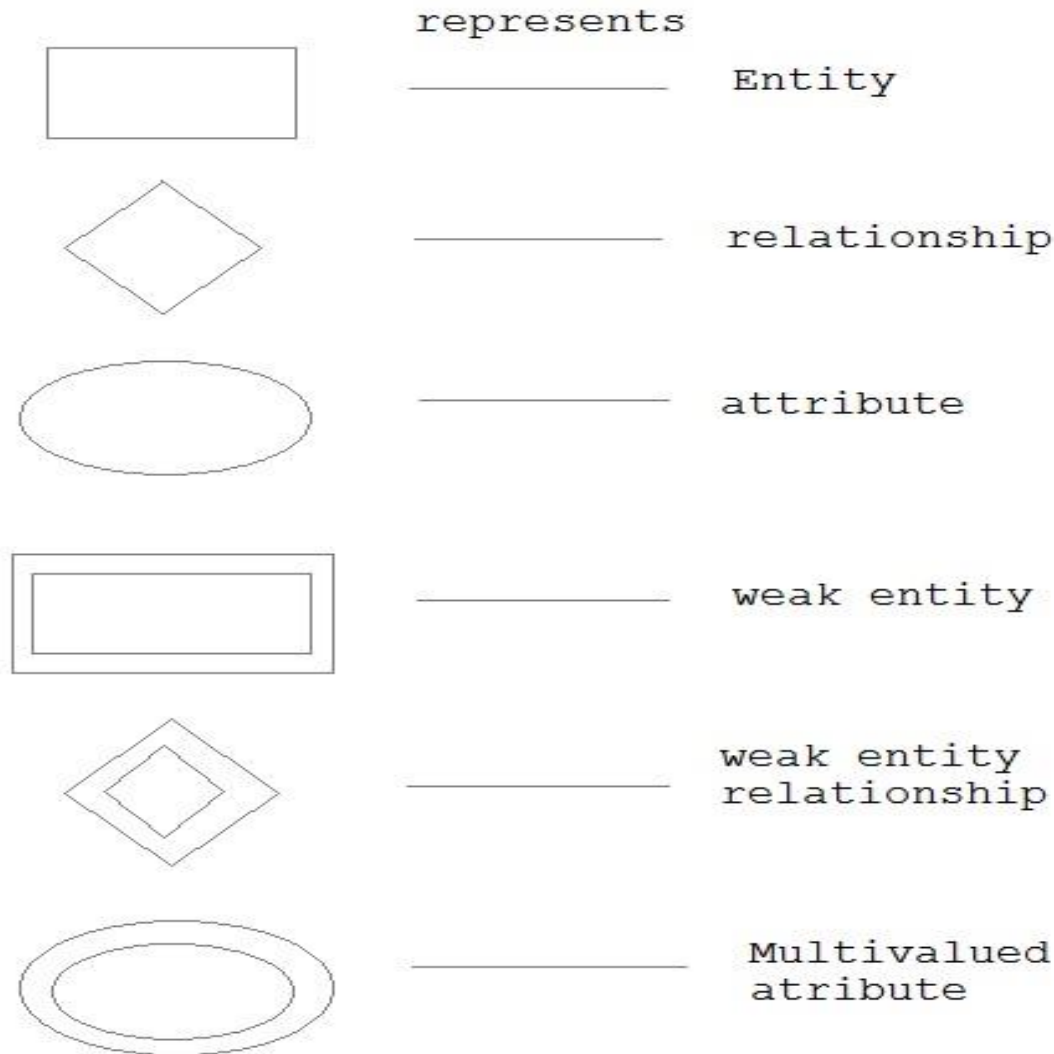 represents
Entity
relationship
attribute
weak entity
weak entity
relationship
Multivalued
atribute